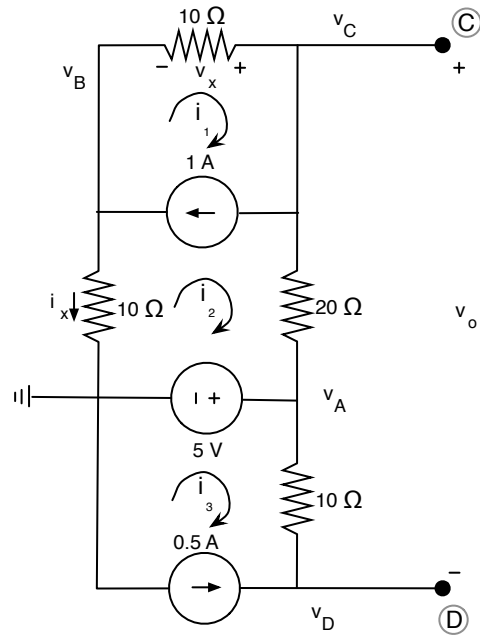 10 Ω
v_C
C
v_B
− v_x +
+
i_1
1 A
i_x
10 Ω
i_2
20 Ω
v_o
− +
v_A
5 V
i_3
10 Ω
0.5 A
−
v_D
D